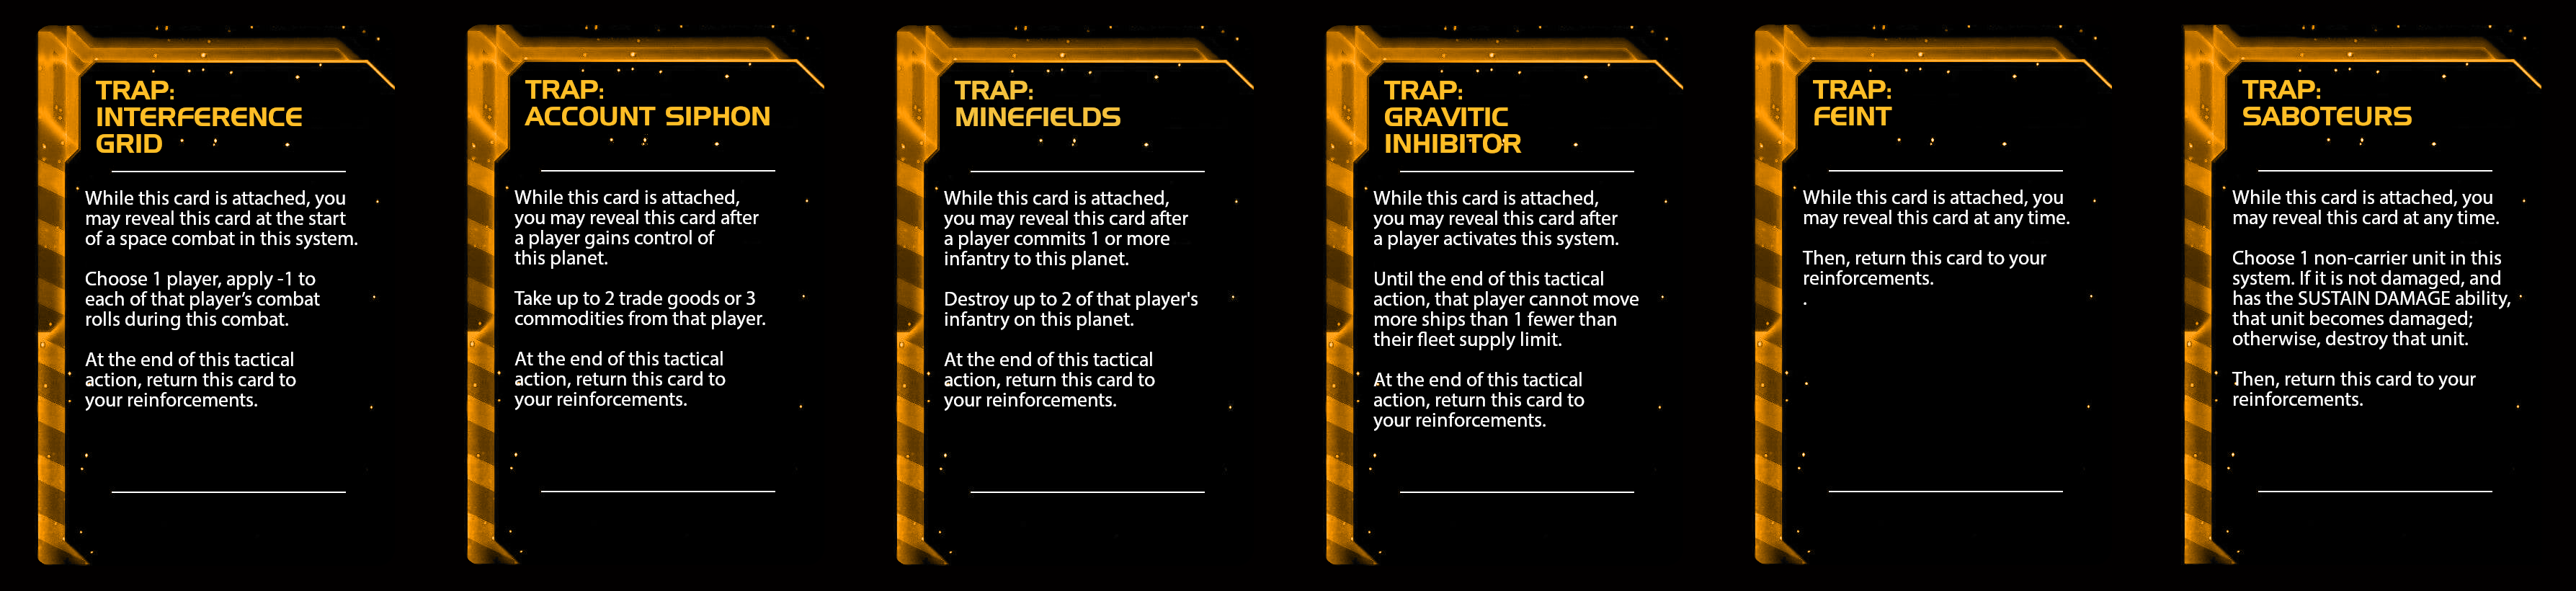 TRAP:
INTERFERENCE
GRID
While this card is attached, you
may reveal this card at the start
of a space combat in this system.
Choose 1 player, apply -1 to
each of that player's combat
rolls during this combat.
At the end of this tactical
action, return this card to
your reinforcements.
TRAP:
ACCOUNT SIPHON
While this card is attached,
you may reveal this card after
a player gains control of
this planet.
Take up to 2 trade goods or 3
commodities from that player.
At the end of this tactical
action, return this card to
your reinforcements.
TRAP:
MINEFIELDS
While this card is attached,
you may reveal this card after
a player commits 1 or more
infantry to this planet.
Destroy up to 2 of that player's
infantry on this planet.
At the end of this tactical
action, return this card to
your reinforcements.
TRAP:
GRAVITIC
INHIBITOR
While this card is attached,
you may reveal this card after
a player activates this system.
Until the end of this tactical
action, that player cannot move
more ships than 1 fewer than
their fleet supply limit.
At the end of this tactical
action, return this card to
your reinforcements.
TRAP:
FEINT
While this card is attached, you
may reveal this card at any time.
Then, return this card to your
reinforcements.
.
TRAP:
SABOTEURS
While this card is attached, you
may reveal this card at any time.
Choose 1 non-carrier unit in this
system. If it is not damaged, and
has the SUSTAIN DAMAGE ability,
that unit becomes damaged;
otherwise, destroy that unit.
Then, return this card to your
reinforcements.